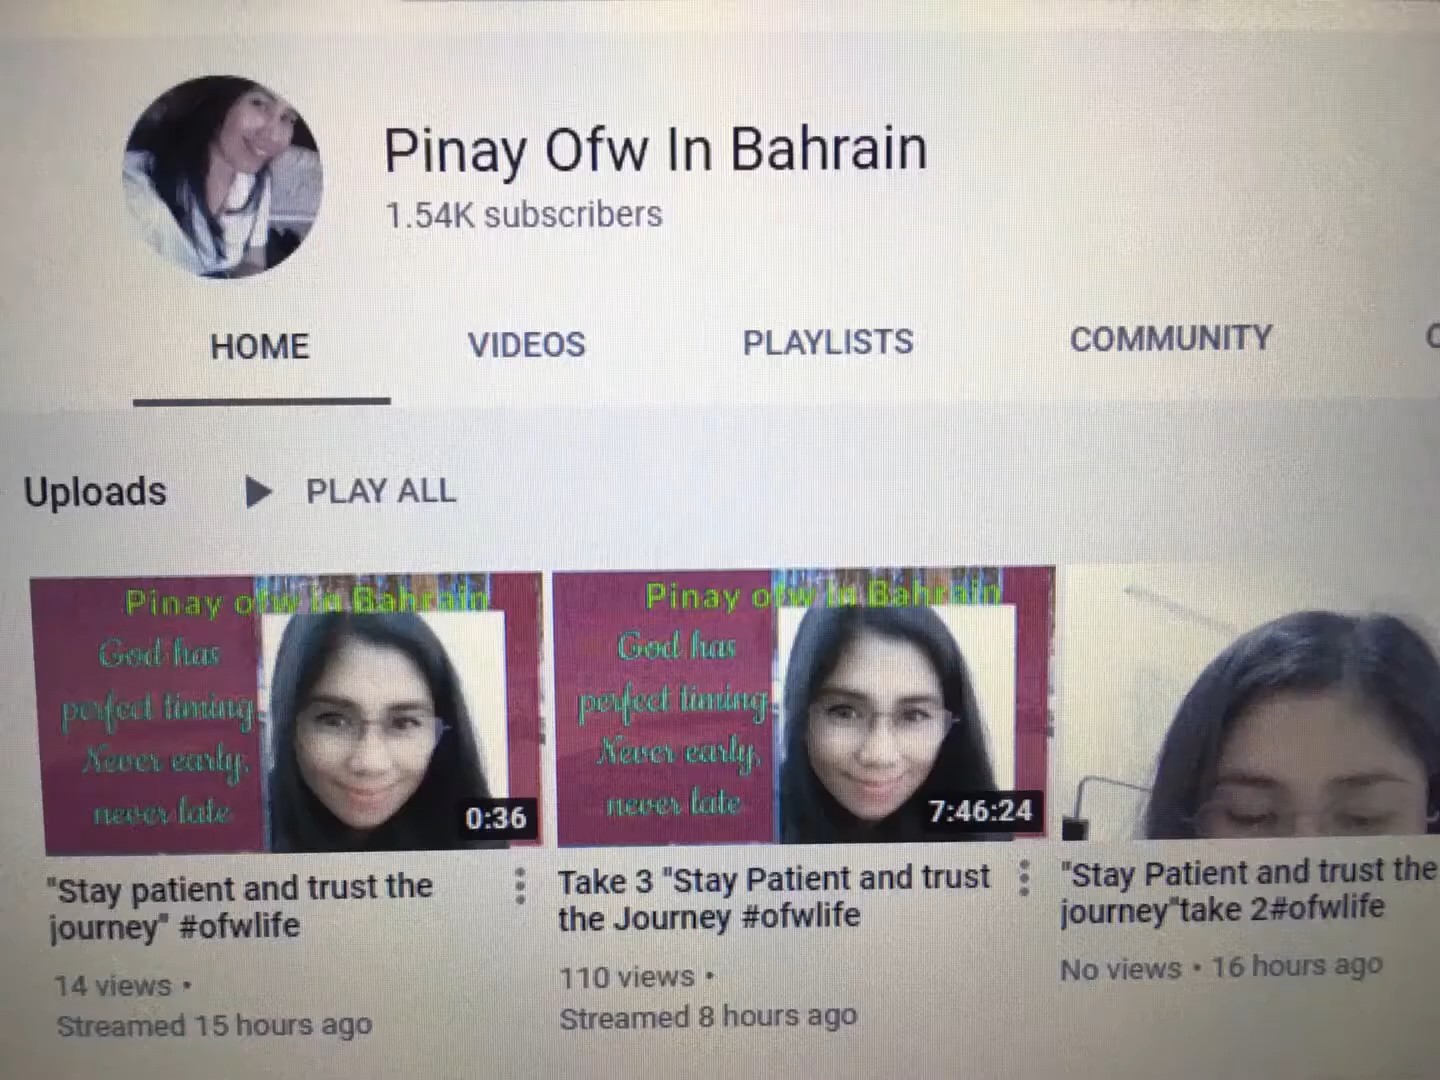 Pinay Ofw In Bahrain
1.54K subscribers
HOME VIDEOS PLAYLISTS COMMUNITY
Uploads PLAY ALL
Pinay ofw in Bahrain
God has
perfect timing.
Never early,
never late
0:36
"Stay patient and trust the
journey" #ofwlife
14 views •
Streamed 15 hours ago
Pinay ofw in Bahrain
God has
perfect timing.
Never early,
never late
7:46:24
Take 3 "Stay Patient and trust
the Journey #ofwlife
110 views •
Streamed 8 hours ago
"Stay Patient and trust the
journey"take 2#ofwlife
No views • 16 hours ago